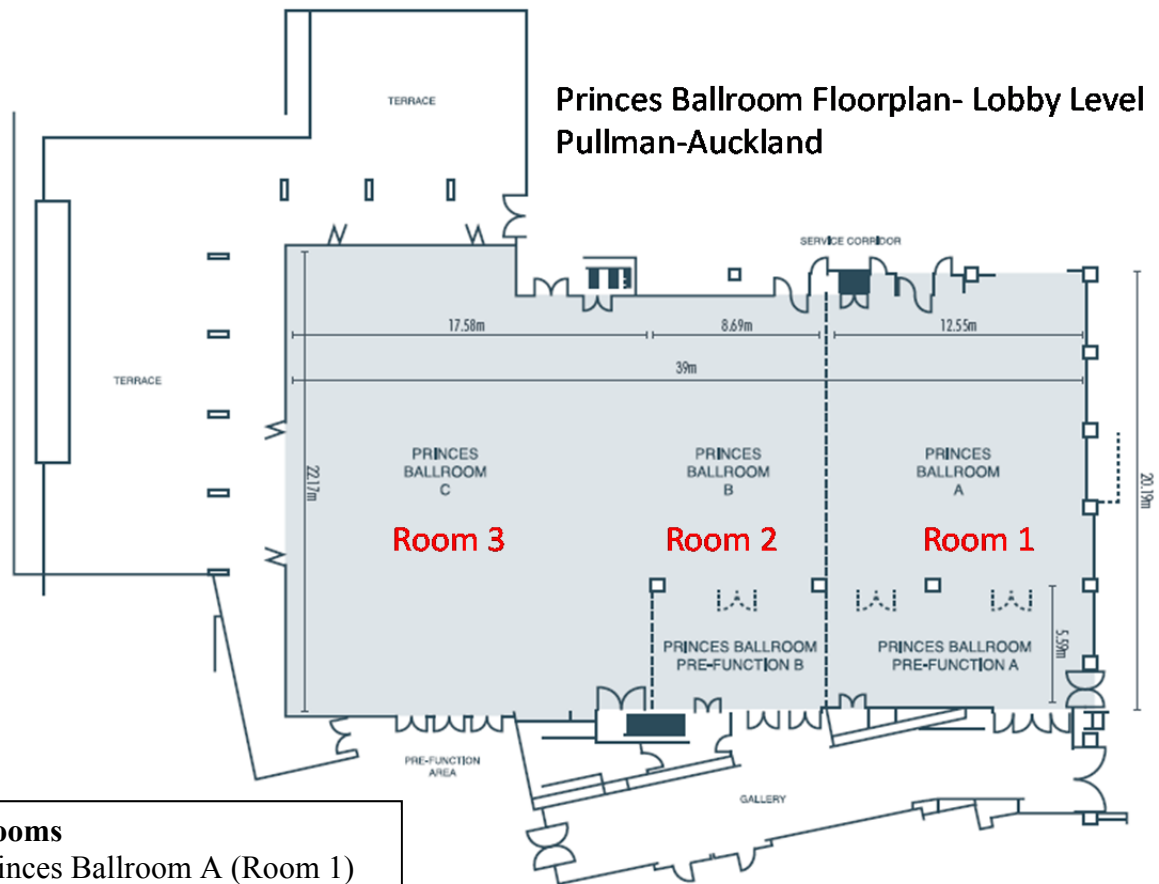 Princes Ballroom Floorplan- Lobby Level
Pullman-Auckland
TERRACE
SERVICE CORRIDOR
17.58m
8.69m
12.55m
39m
TERRACE
22.17m
20.19m
PRINCES
BALLROOM
C
PRINCES
BALLROOM
B
PRINCES
BALLROOM
A
Room 3
Room 2
Room 1
5.59m
PRINCES BALLROOM
PRE-FUNCTION B
PRINCES BALLROOM
PRE-FUNCTION A
PRE-FUNCTION
AREA
GALLERY
ooms
inces Ballroom A (Room 1)